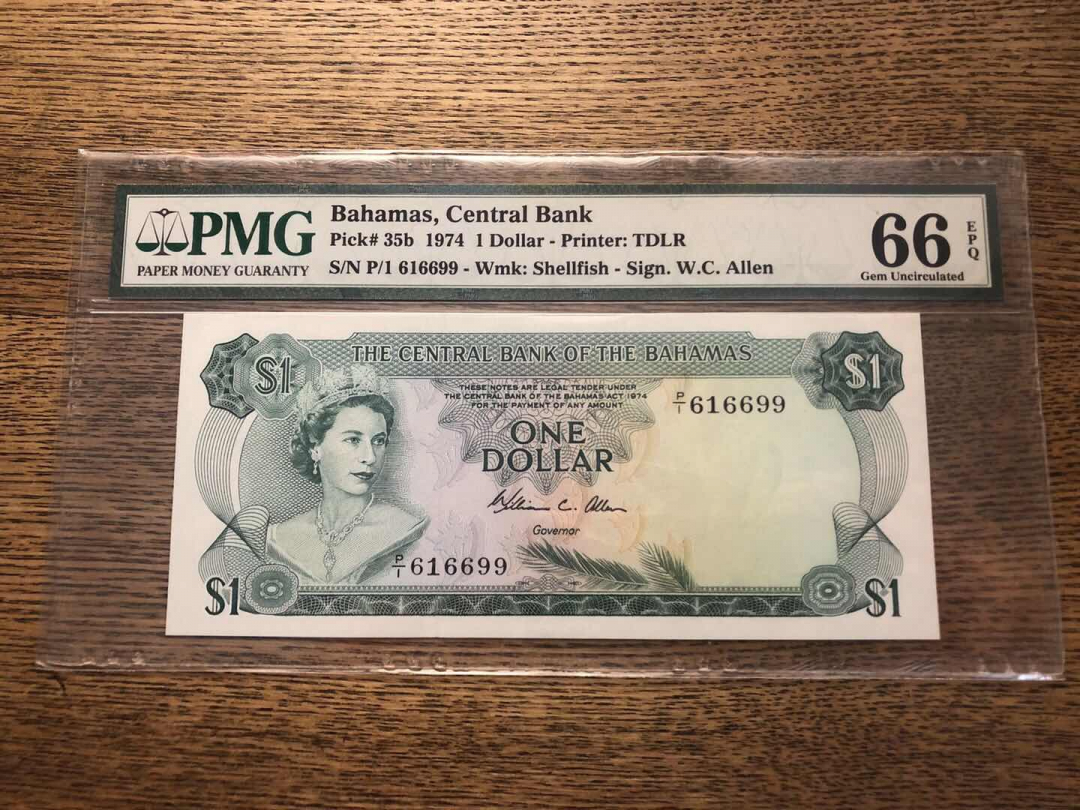 PMG
PAPER MONEY GUARANTY
Bahamas, Central Bank
Pick# 35b 1974 1 Dollar - Printer: TDLR
S/N P/1 616699 - Wmk: Shellfish - Sign. W.C. Allen
66
EPQ
Gem Uncirculated
$1
THE CENTRAL BANK OF THE BAHAMAS
$1
THESE NOTES ARE LEGAL TENDER UNDER
THE CENTRAL BANK OF THE BAHAMAS ACT 1974
FOR THE PAYMENT OF ANY AMOUNT
P/1 616699
ONE
DOLLAR
William C. Allen
Governor
P/1 616699
$1
$1